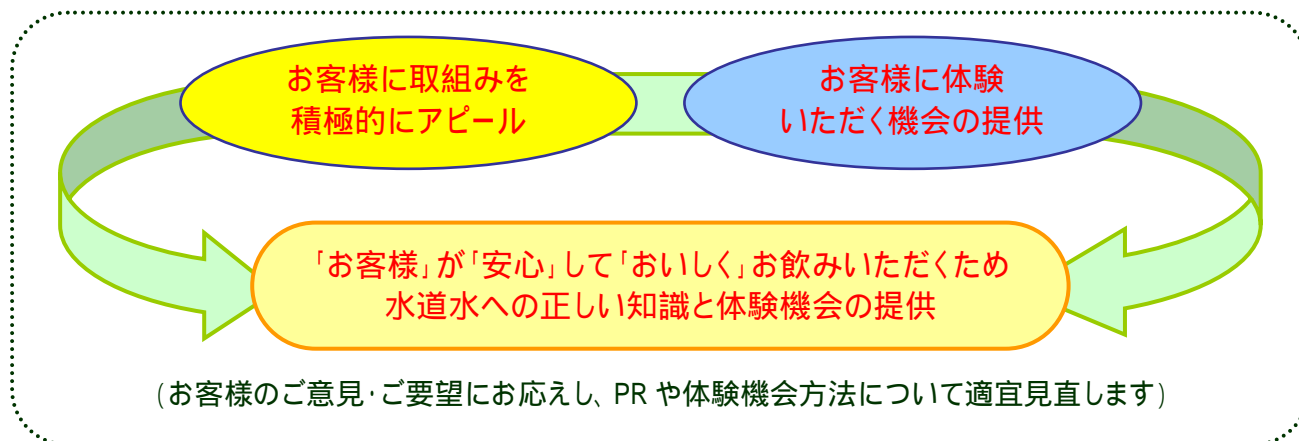 お客様に取組みを
積極的にアピール
お客様に体験
いただく機会の提供
「お客様」が「安心」して「おいしく」お飲みいただくため
水道水への正しい知識と体験機会の提供
(お客様のご意見・ご要望にお応えし、PR や体験機会方法について適宜見直します)